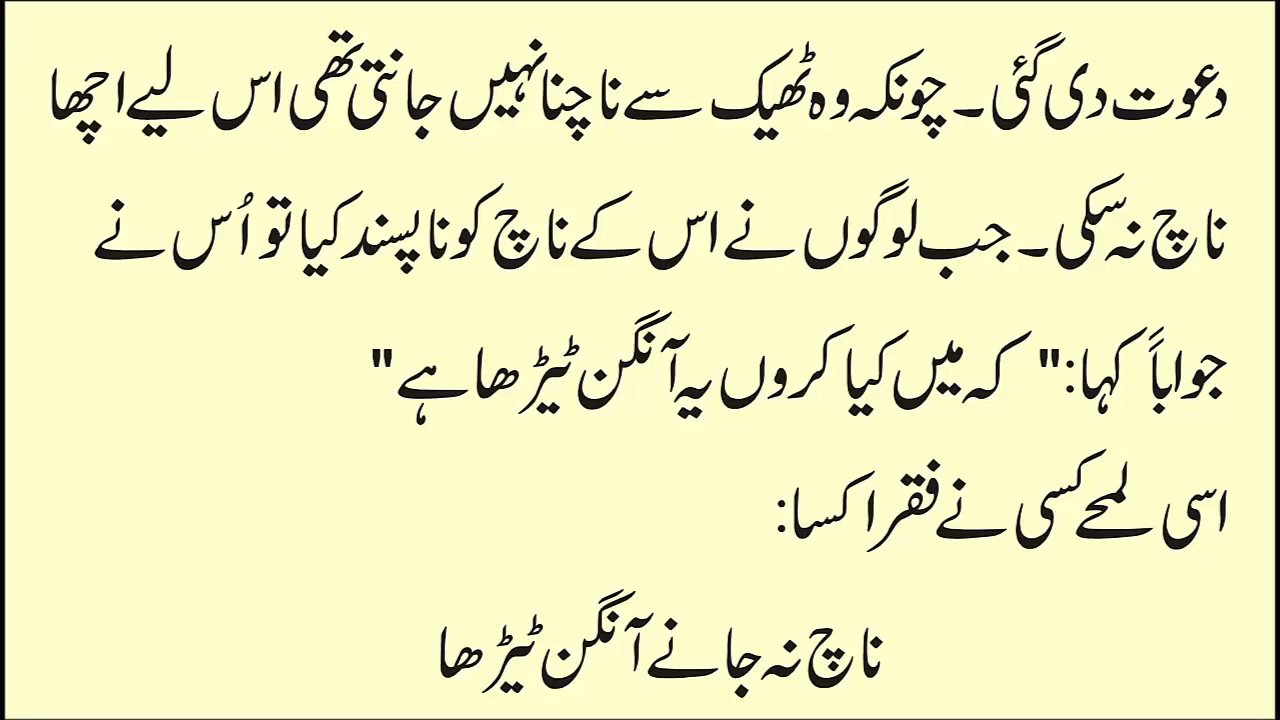 دعوت دی گئی۔ چونکہ وہ ٹھیک سے ناچنا نہیں جانتی تھی اس لیے اچھا
ناچ نہ سکی۔ جب لوگوں نے اس کے ناچ کو ناپسند کیا تو اُس نے
جواباً کہا:" کہ میں کیا کروں یہ آنگن ٹیڑھا ہے "
اسی لمحے کسی نے فقرا کسا:
ناچ نہ جانے آنگن ٹیڑھا